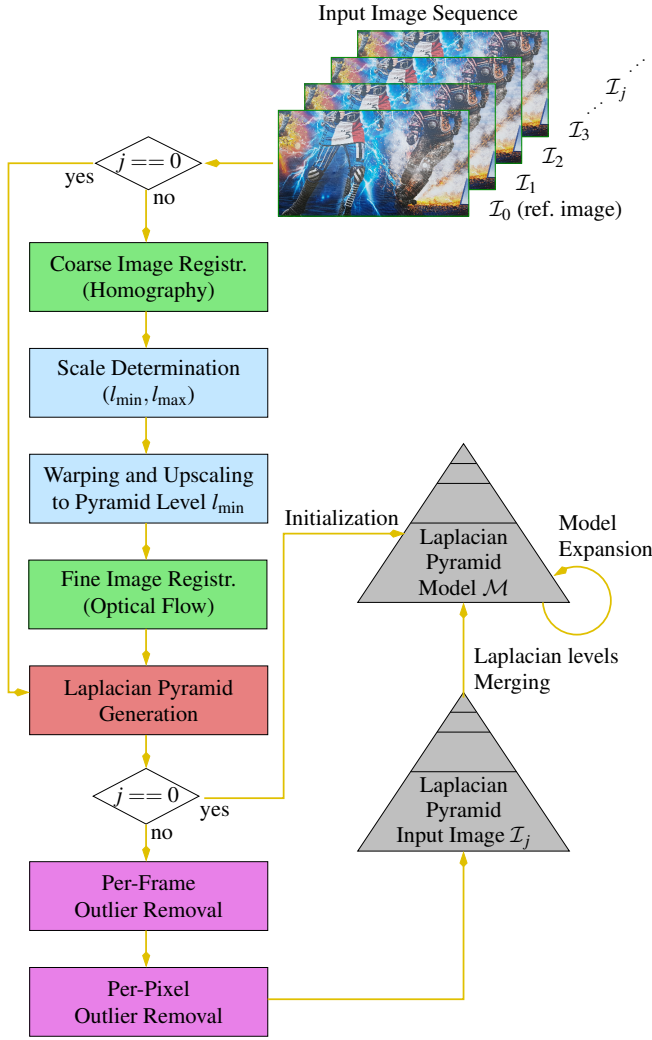 Input Image Sequence
𝓘_j
𝓘_3
𝓘_2
𝓘_1
𝓘_0 (ref. image)
j == 0
yes
no
Coarse Image Registr.
(Homography)
Scale Determination
(l_min, l_max)
Warping and Upscaling
to Pyramid Level l_min
Fine Image Registr.
(Optical Flow)
Laplacian Pyramid
Generation
j == 0
yes
no
Per-Frame
Outlier Removal
Per-Pixel
Outlier Removal
Initialization
Laplacian
Pyramid
Model 𝓜
Model
Expansion
Laplacian levels
Merging
Laplacian
Pyramid
Input Image 𝓘_j